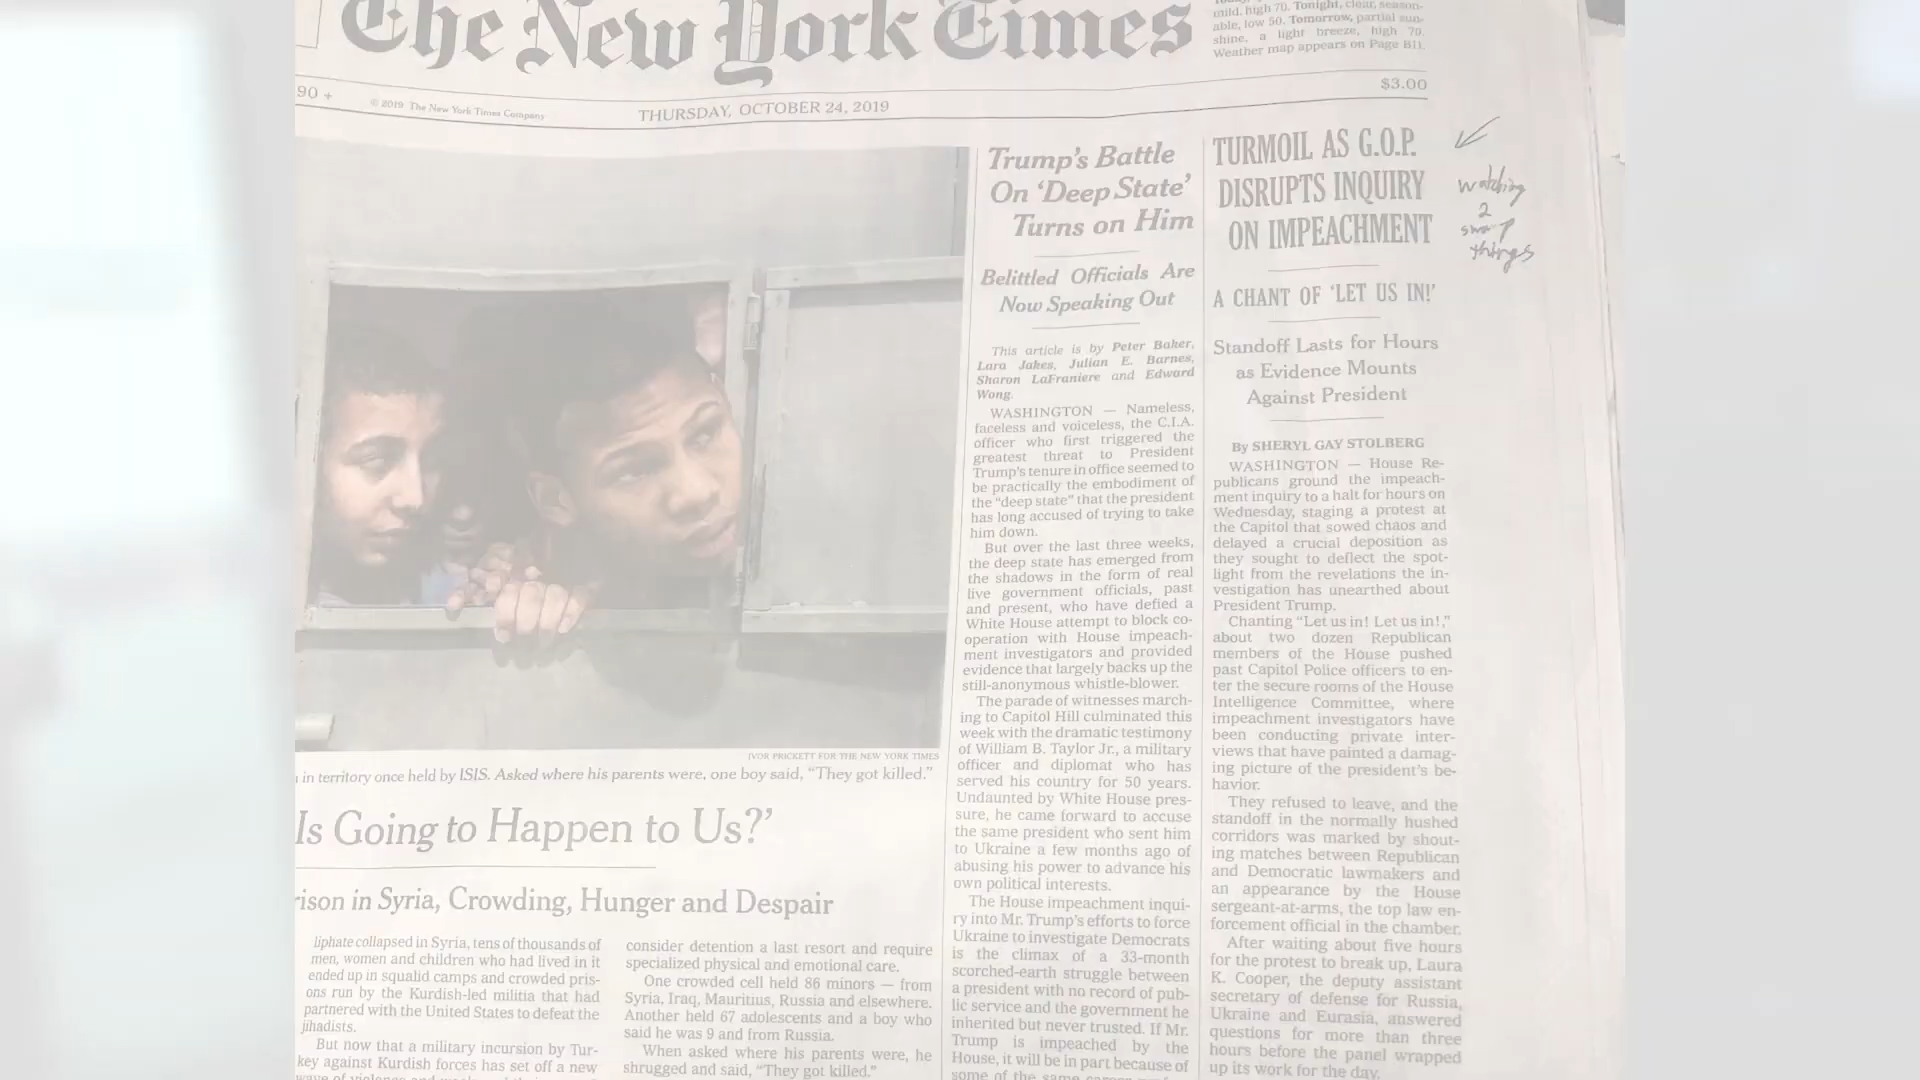 The New York Times
mild, high 70. Tonight, clear, season-
able, low 50. Tomorrow, partial sun-
shine, a light breeze, high 70.
Weather map appears on Page B11.
90 +
© 2019 The New York Times Company
THURSDAY, OCTOBER 24, 2019
$3.00
IVOR PRICKETT FOR THE NEW YORK TIMES
in territory once held by ISIS. Asked where his parents were, one boy said, “They got killed.”
Is Going to Happen to Us?’
rison in Syria, Crowding, Hunger and Despair
liphate collapsed in Syria, tens of thousands of
men, women and children who had lived in it
ended up in squalid camps and crowded pris-
ons run by the Kurdish-led militia that had
partnered with the United States to defeat the
jihadists.
But now that a military incursion by Tur-
key against Kurdish forces has set off a new
consider detention a last resort and require
specialized physical and emotional care.
One crowded cell held 86 minors — from
Syria, Iraq, Mauritius, Russia and elsewhere.
Another held 67 adolescents and a boy who
said he was 9 and from Russia.
When asked where his parents were, he
shrugged and said, “They got killed.”
Trump’s Battle
On ‘Deep State’
Turns on Him
Belittled Officials Are
Now Speaking Out
This article is by Peter Baker,
Lara Jakes, Julian E. Barnes,
Sharon LaFraniere and Edward
Wong.
WASHINGTON — Nameless,
faceless and voiceless, the C.I.A.
officer who first triggered the
greatest threat to President
Trump’s tenure in office seemed to
be practically the embodiment of
the “deep state” that the president
has long accused of trying to take
him down.
But over the last three weeks,
the deep state has emerged from
the shadows in the form of real
live government officials, past
and present, who have defied a
White House attempt to block co-
operation with House impeach-
ment investigators and provided
evidence that largely backs up the
still-anonymous whistle-blower.
The parade of witnesses march-
ing to Capitol Hill culminated this
week with the dramatic testimony
of William B. Taylor Jr., a military
officer and diplomat who has
served his country for 50 years.
Undaunted by White House pres-
sure, he came forward to accuse
the same president who sent him
to Ukraine a few months ago of
abusing his power to advance his
own political interests.
The House impeachment inqui-
ry into Mr. Trump’s efforts to force
Ukraine to investigate Democrats
is the climax of a 33-month
scorched-earth struggle between
a president with no record of pub-
lic service and the government he
inherited but never trusted. If Mr.
Trump is impeached by the
House, it will be in part because of
some of the same career
TURMOIL AS G.O.P.
DISRUPTS INQUIRY
ON IMPEACHMENT
A CHANT OF ‘LET US IN!’
Standoff Lasts for Hours
as Evidence Mounts
Against President
By SHERYL GAY STOLBERG
WASHINGTON — House Re-
publicans ground the impeach-
ment inquiry to a halt for hours on
Wednesday, staging a protest at
the Capitol that sowed chaos and
delayed a crucial deposition as
they sought to deflect the spot-
light from the revelations the in-
vestigation has unearthed about
President Trump.
Chanting “Let us in! Let us in!,”
about two dozen Republican
members of the House pushed
past Capitol Police officers to en-
ter the secure rooms of the House
Intelligence Committee, where
impeachment investigators have
been conducting private inter-
views that have painted a damag-
ing picture of the president’s be-
havior.
They refused to leave, and the
standoff in the normally hushed
corridors was marked by shout-
ing matches between Republican
and Democratic lawmakers and
an appearance by the House
sergeant-at-arms, the top law en-
forcement official in the chamber.
After waiting about five hours
for the protest to break up, Laura
K. Cooper, the deputy assistant
secretary of defense for Russia,
Ukraine and Eurasia, answered
questions for more than three
hours before the panel wrapped
up its work for the day.
watching
2
swap
things